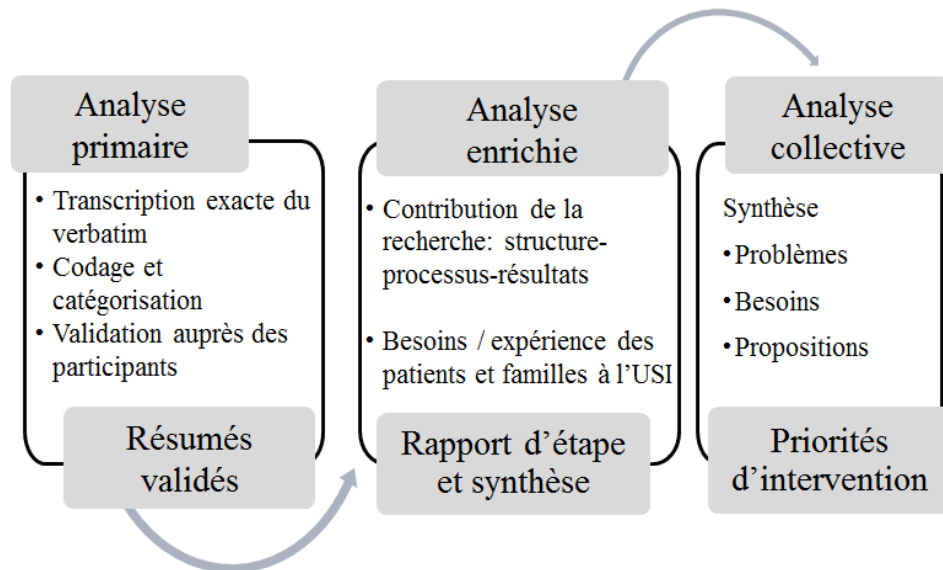 Analyse
primaire
• Transcription exacte du
verbatim
• Codage et
catégorisation
• Validation auprès des
participants
Résumés
validés
Analyse
enrichie
• Contribution de la
recherche: structure-
processus-résultats
• Besoins / expérience des
patients et familles à l’USI
Rapport d’étape
et synthèse
Analyse
collective
Synthèse
•Problèmes
•Besoins
•Propositions
Priorités
d’intervention